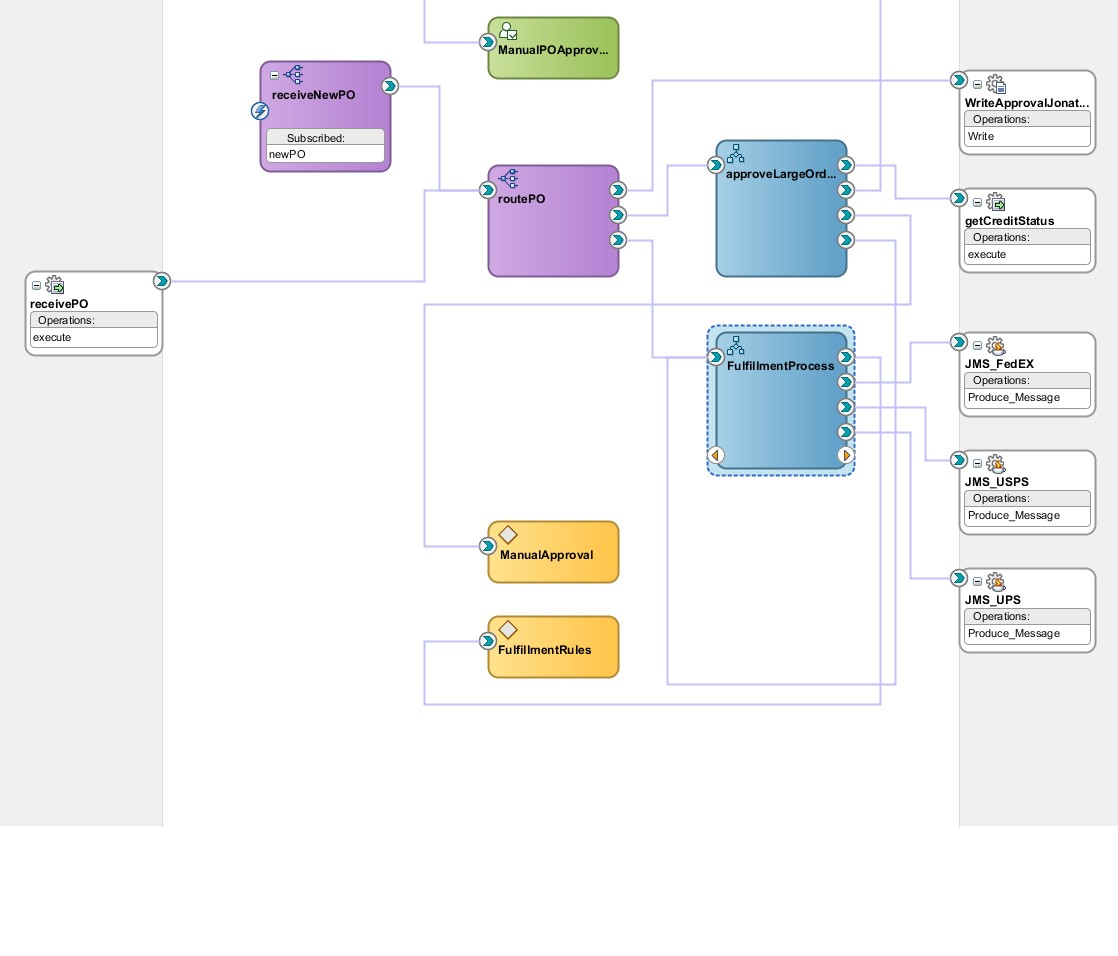 ManualPOApprov...
receiveNewPO
Subscribed:
newPO
WriteApprovalJonat...
Operations:
Write
approveLargeOrd...
routePO
getCreditStatus
Operations:
execute
receivePO
Operations:
execute
FulfillmentProcess
JMS_FedEX
Operations:
Produce_Message
JMS_USPS
Operations:
Produce_Message
ManualApproval
JMS_UPS
Operations:
Produce_Message
FulfillmentRules